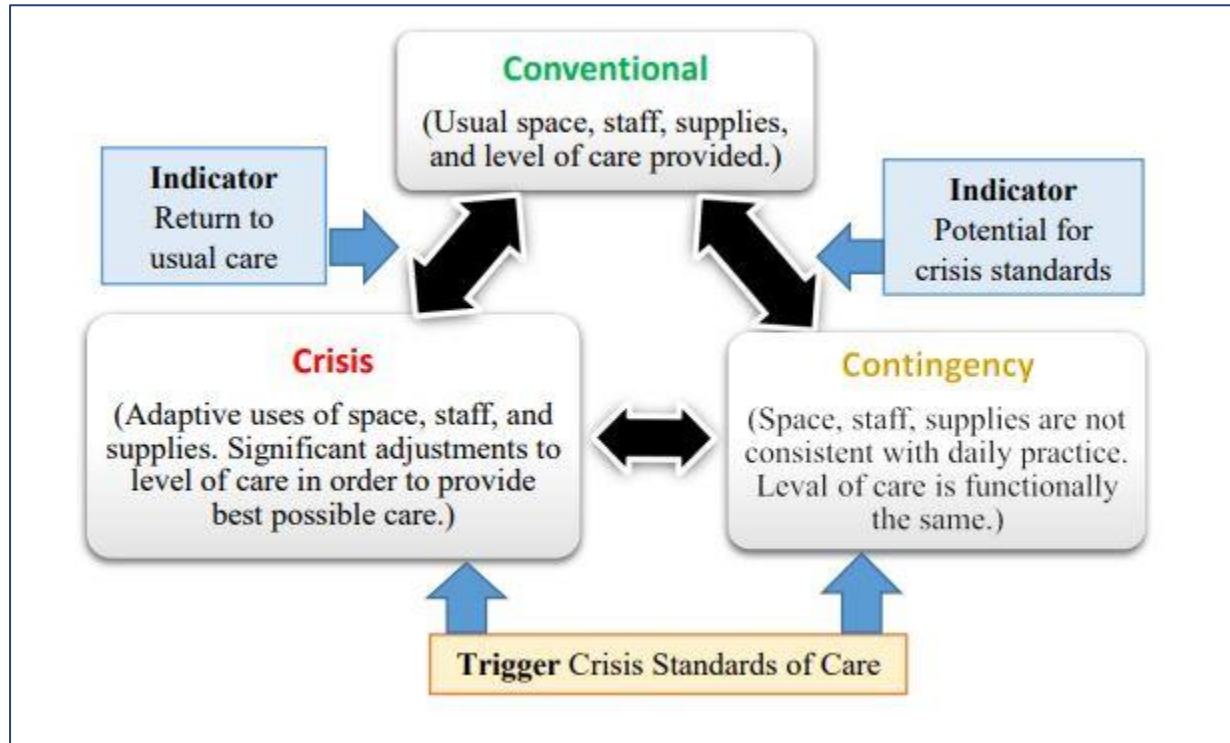 Conventional
(Usual space, staff, supplies,
and level of care provided.)
Indicator
Return to
usual care
Indicator
Potential for
crisis standards
Crisis
(Adaptive uses of space, staff, and
supplies. Significant adjustments to
level of care in order to provide
best possible care.)
Contingency
(Space, staff, supplies are not
consistent with daily practice.
Leval of care is functionally
the same.)
Trigger Crisis Standards of Care